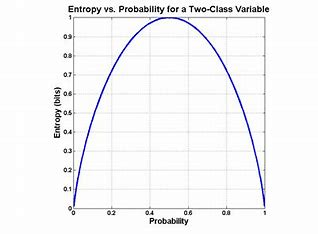 Entropy vs. Probability for a Two-Class Variable
1
0.9
0.8
0.7
0.6
0.5
0.4
0.3
0.2
0.1
0
Entropy (bits)
0 0.2 0.4 0.6 0.8 1
Probability